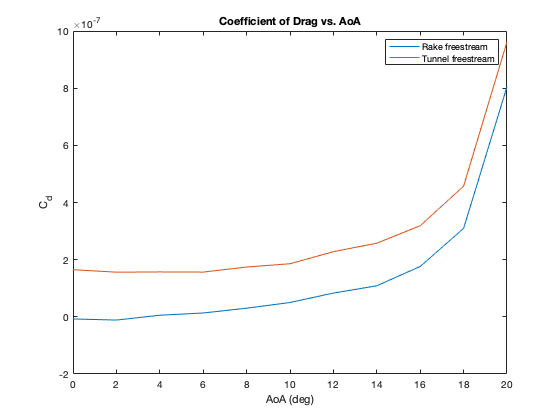 Coefficient of Drag vs. AoA
×10^-7
10
8
6
4
2
0
-2
C_d
0 2 4 6 8 10 12 14 16 18 20
AoA (deg)
Rake freestream
Tunnel freestream